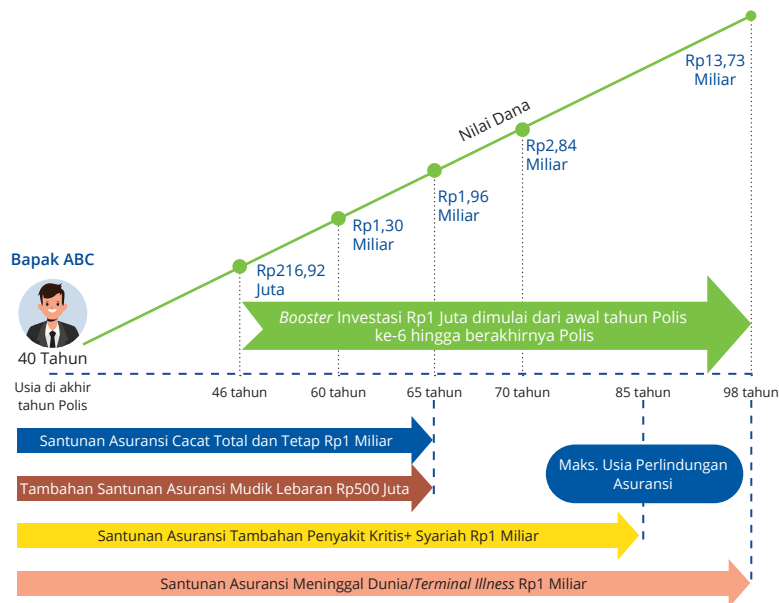 Rp13,73
Miliar
Nilai Dana
Rp2,84
Miliar
Rp1,96
Miliar
Rp1,30
Miliar
Rp216,92
Juta
Bapak ABC
40 Tahun
Booster Investasi Rp1 Juta dimulai dari awal tahun Polis
ke-6 hingga berakhirnya Polis
Usia di akhir
tahun Polis
46 tahun
60 tahun
65 tahun
70 tahun
85 tahun
98 tahun
Santunan Asuransi Cacat Total dan Tetap Rp1 Miliar
Maks. Usia Perlindungan
Asuransi
Tambahan Santunan Asuransi Mudik Lebaran Rp500 Juta
Santunan Asuransi Tambahan Penyakit Kritis+ Syariah Rp1 Miliar
Santunan Asuransi Meninggal Dunia/Terminal Illness Rp1 Miliar